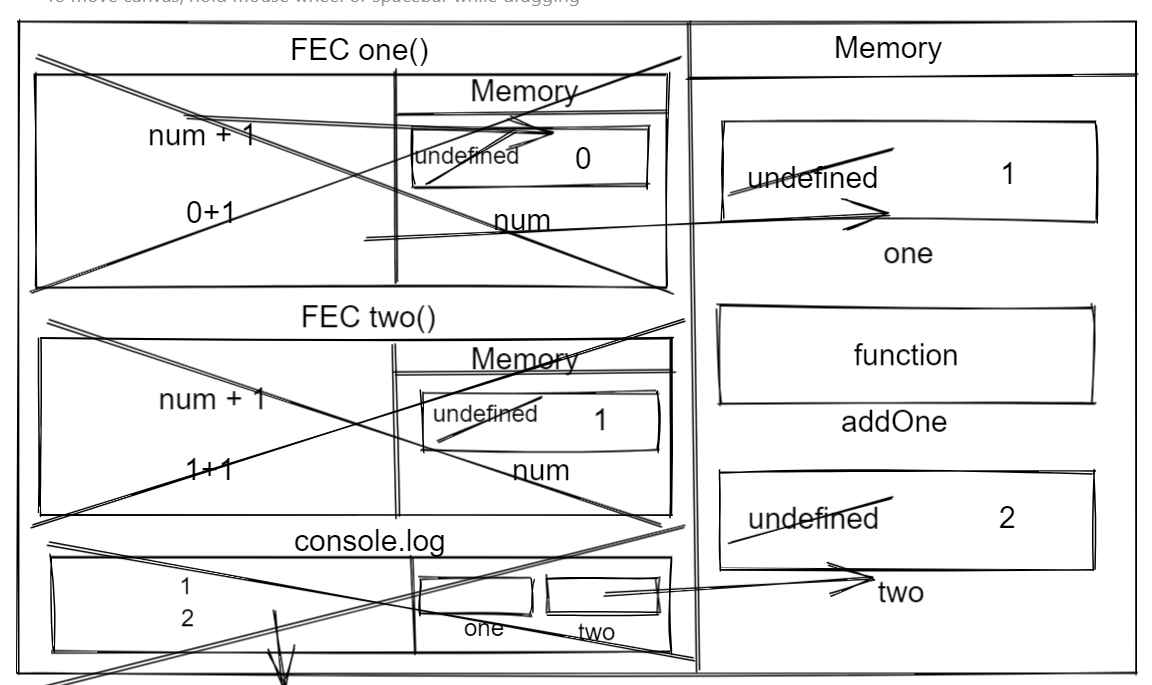 To move canvas, hold mouse wheel or spacebar while dragging
FEC one()
Memory
num + 1
undefined 0
0+1
num
FEC two()
Memory
num + 1
undefined 1
1+1
num
console.log
1
2
one two
Memory
undefined 1
one
function
addOne
undefined 2
two